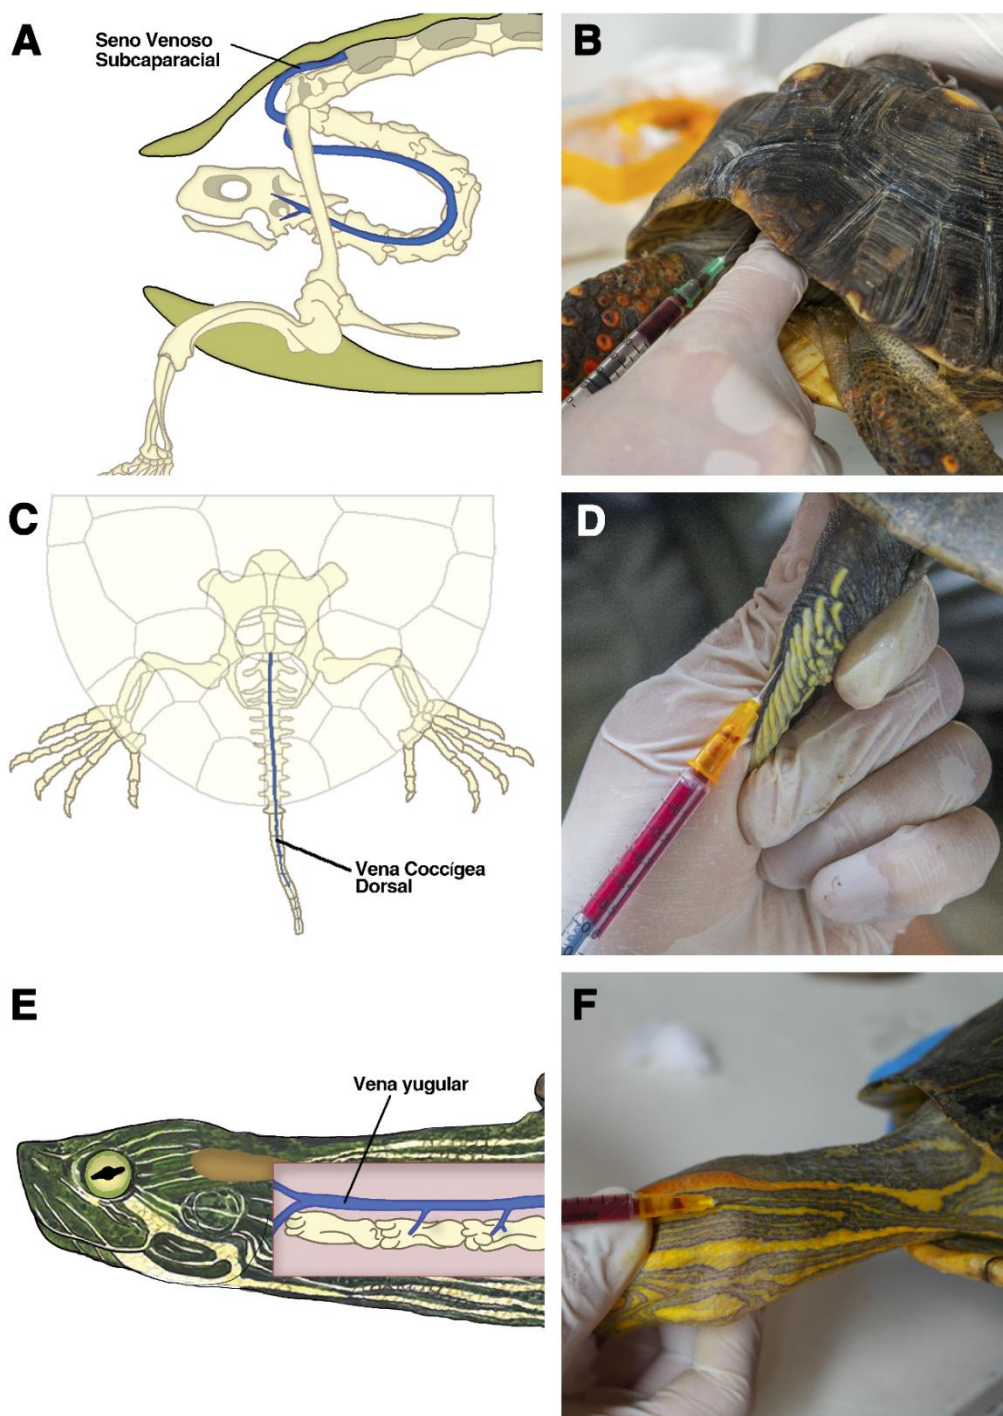 A
Seno Venoso
Subcaparacial
B
C
Vena Coccígea
Dorsal
D
E
Vena yugular
F